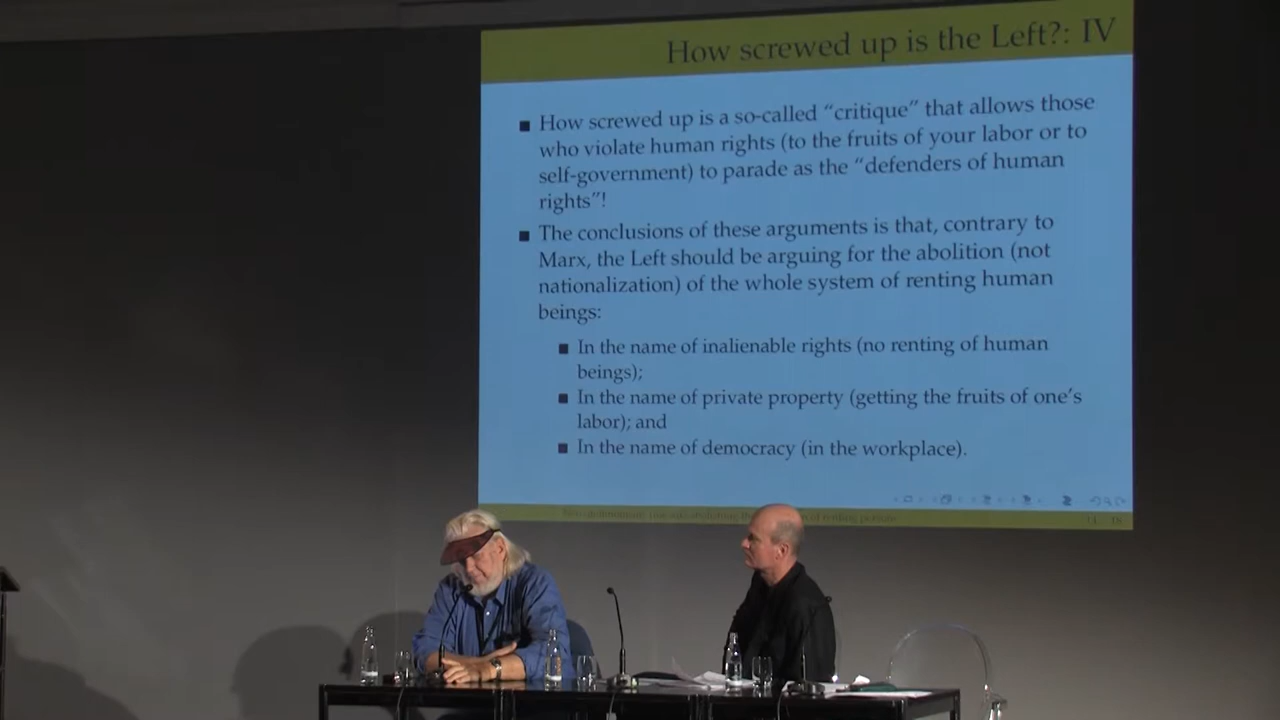 How screwed up is the Left?: IV
■ How screwed up is a so-called “critique” that allows those
who violate human rights (to the fruits of your labor or to
self-government) to parade as the “defenders of human
rights”!
■ The conclusions of these arguments is that, contrary to
Marx, the Left should be arguing for the abolition (not
nationalization) of the whole system of renting human
beings:
■ In the name of inalienable rights (no renting of human
beings);
■ In the name of private property (getting the fruits of one’s
labor); and
■ In the name of democracy (in the workplace).